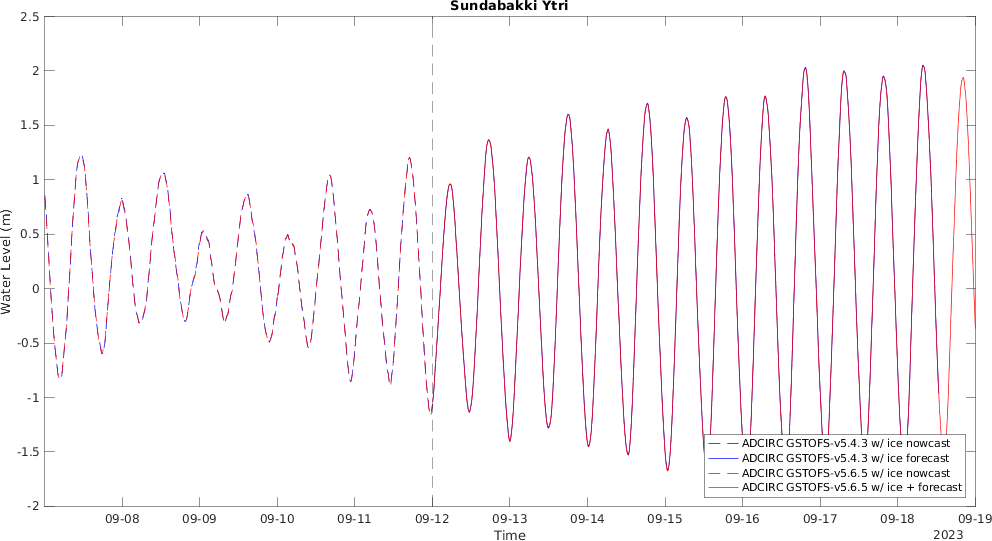 Sundabakki Ytri
2.5
2
1.5
1
0.5
0
-0.5
-1
-1.5
-2
Water Level (m)
ADCIRC GSTOFS-v5.4.3 w/ ice nowcast
ADCIRC GSTOFS-v5.4.3 w/ ice forecast
ADCIRC GSTOFS-v5.6.5 w/ ice nowcast
ADCIRC GSTOFS-v5.6.5 w/ ice + forecast
09-08 09-09 09-10 09-11 09-12 09-13 09-14 09-15 09-16 09-17 09-18 09-19
Time
2023